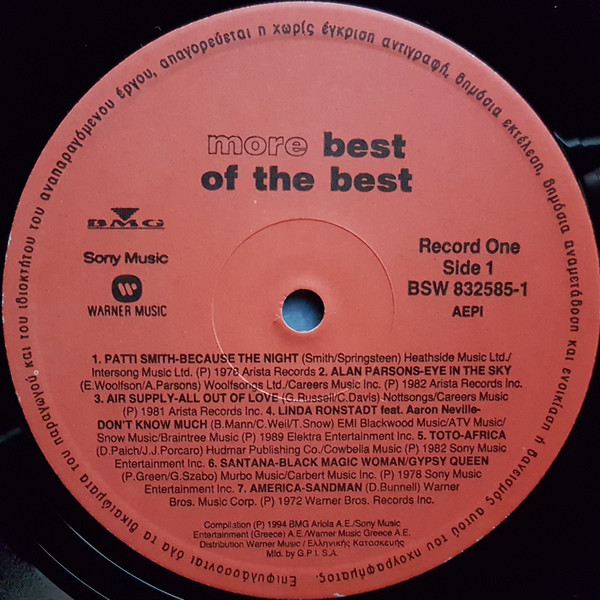 Επιφυλάσσονται όλα τα δικαιώματα του παραγωγού και του ιδιοκτήτου του αναπαραγόμενου έργου, απαγορεύεται η χωρίς έγκριση αντιγραφή, δημόσια εκτέλεση, δημόσια αναμετάδοση και ενοικίαση ή δανεισμός αυτού του ηχογραφήματος.
more best
of the best
BMG
Sony Music
WARNER MUSIC
Record One
Side 1
BSW 832585-1
AEPI
1. PATTI SMITH-BECAUSE THE NIGHT (Smith/Springsteen) Heathside Music Ltd./
Intersong Music Ltd. (P) 1978 Arista Records 2. ALAN PARSONS-EYE IN THE SKY
(E.Woolfson/A.Parsons) Woolfsongs Ltd./Careers Music Inc. (P) 1982 Arista Records Inc.
3. AIR SUPPLY-ALL OUT OF LOVE (G.Russell/C.Davis) Nottsongs/Careers Music
(P) 1981 Arista Records Inc. 4. LINDA RONSTADT feat. Aaron Neville-
DON'T KNOW MUCH (B.Mann/C.Weil/T.Snow) EMI Blackwood Music/ATV Music/
Snow Music/Braintree Music (P) 1989 Elektra Entertainment 5. TOTO-AFRICA
(D.Paich/J.J.Porcaro) Hudmar Publishing Co./Cowbella Music (P) 1982 Sony Music
Entertainment Inc. 6. SANTANA-BLACK MAGIC WOMAN/GYPSY QUEEN
(P.Green/G.Szabo) Murbo Music/Carbert Music Inc. (P) 1978 Sony Music
Entertainment Inc. 7. AMERICA-SANDMAN (D.Bunnell) Warner
Bros. Music Corp. (P) 1972 Warner Bros. Records Inc.
Compilation (P) 1994 BMG Ariola A.E./Sony Music
Entertainment (Greece) A.E./Warner Music Greece A.E.
Distribution Warner Music / Ελληνικής Κατασκευής
Mfd. by G.P.I. S.A.